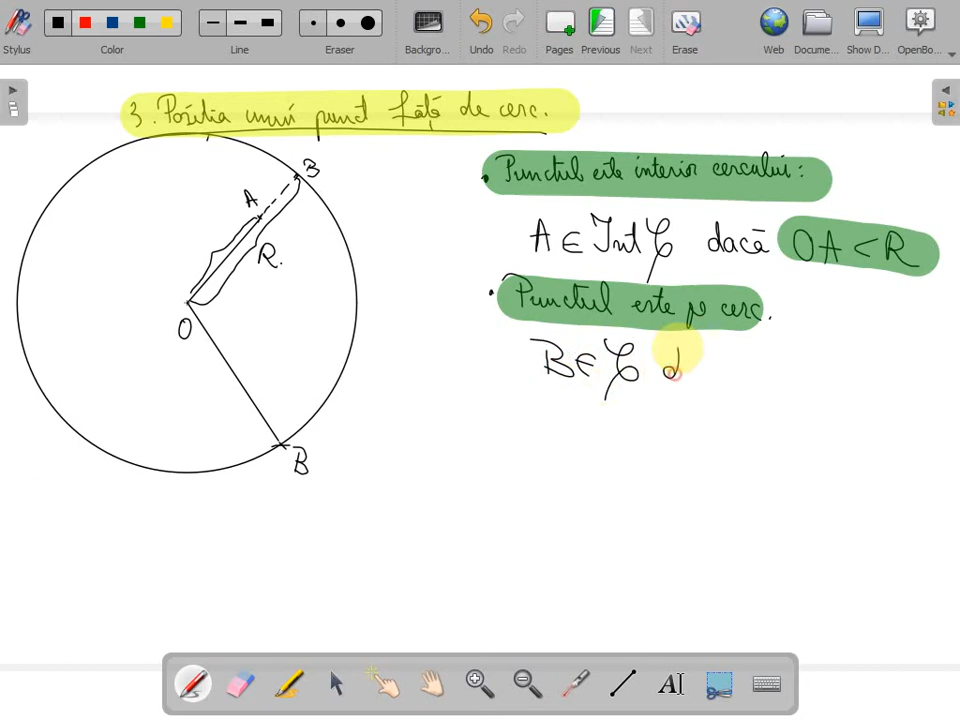 Stylus
Color
Line
Eraser
Backgro...
Undo
Redo
Pages
Previous
Next
Erase
Web
Docume...
Show D...
OpenBo...
3. Poziția unui punct față de cerc.
B
A
R.
O
B
• Punctul este interior cercului:
A ∈ Int 𝒞 dacă OA < R
• Punctul este pe cerc.
B ∈ 𝒞 d
A